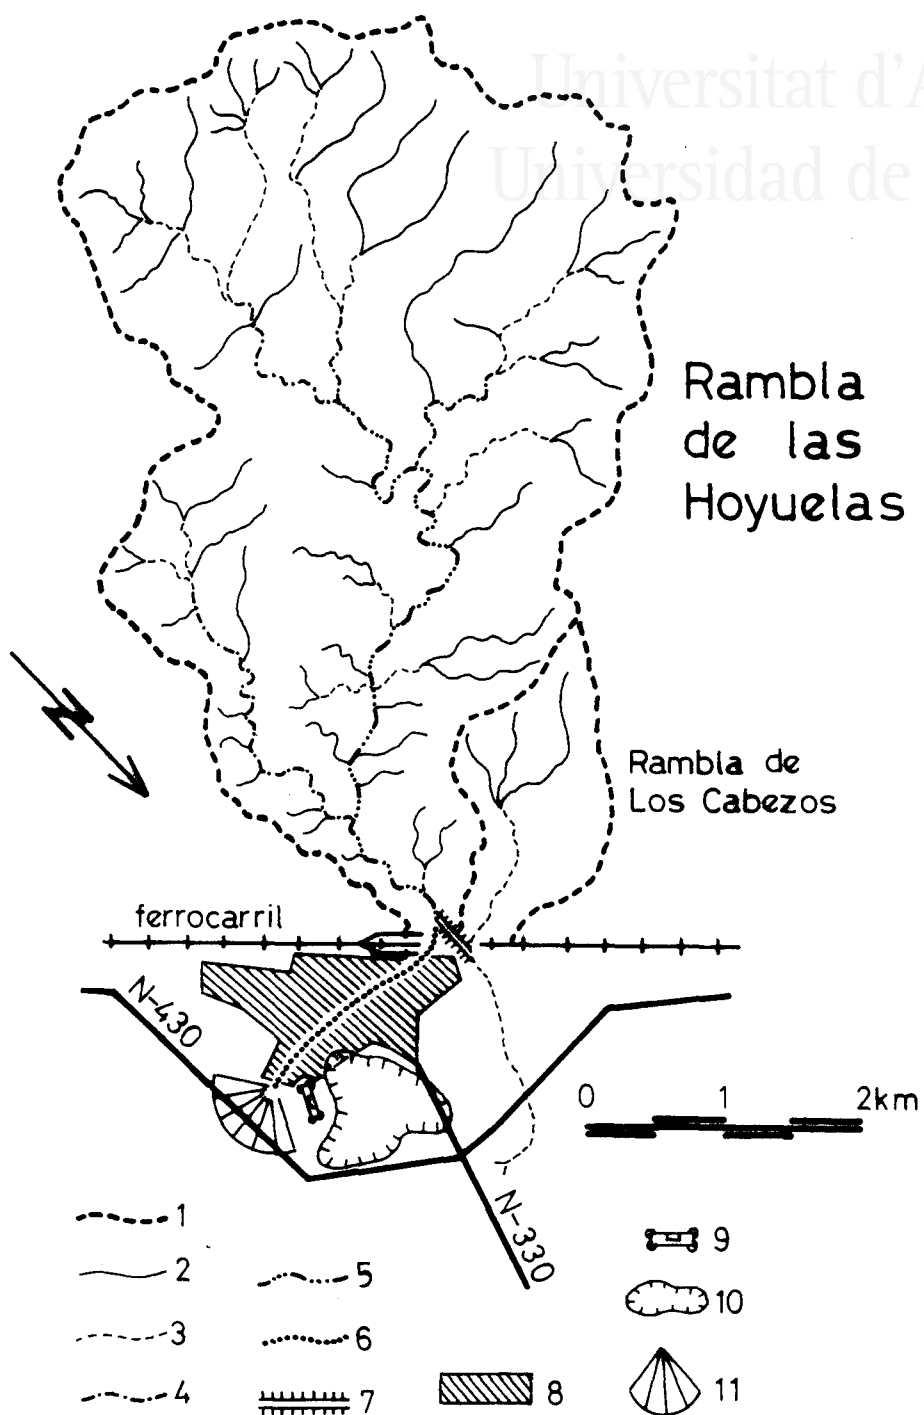 Universitat d'A
Universidad de
Rambla
de las
Hoyuelas
Rambla de
Los Cabezos
ferrocarril
N-430
0 1 2km
N-330
1
2
3
4
5
6
7
8
9
10
11